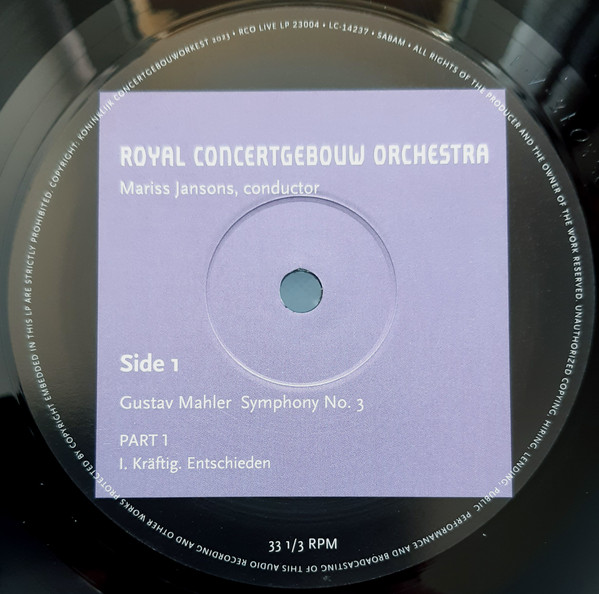 ROYAL CONCERTGEBOUW ORCHESTRA
Mariss Jansons, conductor
Side 1
Gustav Mahler Symphony No. 3
PART 1
I. Kräftig. Entschieden
33 1/3 RPM
COPYRIGHT: KONINKLIJK CONCERTGEBOUWORKEST 2023 • RCO LIVE LP 23004 • LC-14237 • SABAM • ALL RIGHTS OF THE PRODUCER AND THE OWNER OF THE WORK RESERVED. UNAUTHORIZED COPYING, HIRING, LENDING, PUBLIC PERFORMANCE AND BROADCASTING OF THIS AUDIO RECORDING AND OTHER WORKS PROTECTED BY COPYRIGHT EMBEDDED IN THIS LP ARE STRICTLY PROHIBITED.